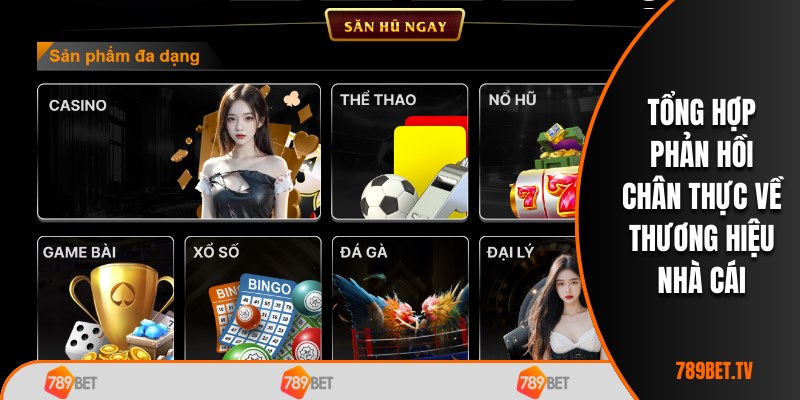 SĂN HŨ NGAY
Sản phẩm đa dạng
CASINO
THỂ THAO
NỔ HŨ
GAME BÀI
XỔ SỐ
ĐÁ GÀ
ĐẠI LÝ
BINGO
BINGO
TỔNG HỢP
PHẢN HỒI
CHÂN THỰC VỀ
THƯƠNG HIỆU
NHÀ CÁI
789BET
789BET
789BET
789BET.TV